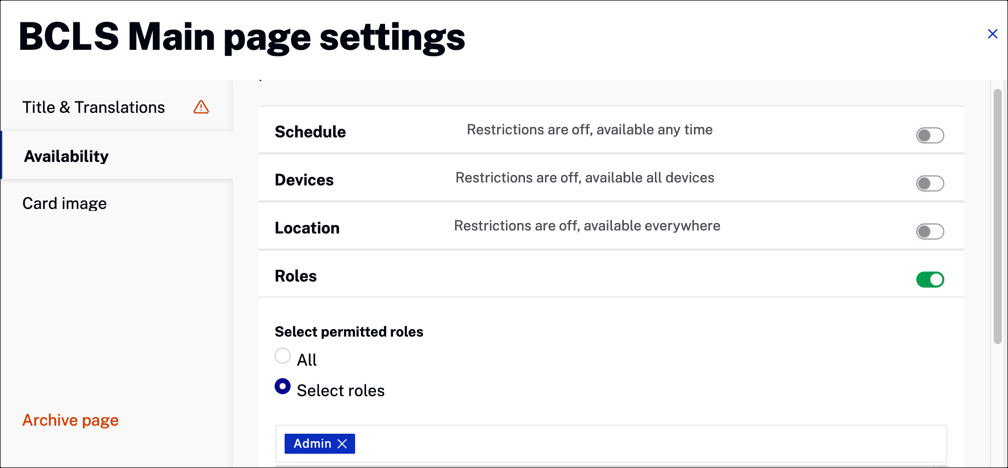 BCLS Main page settings
Title & Translations
Availability
Card image
Archive page
Schedule Restrictions are off, available any time
Devices Restrictions are off, available all devices
Location Restrictions are off, available everywhere
Roles
Select permitted roles
All
Select roles
Admin